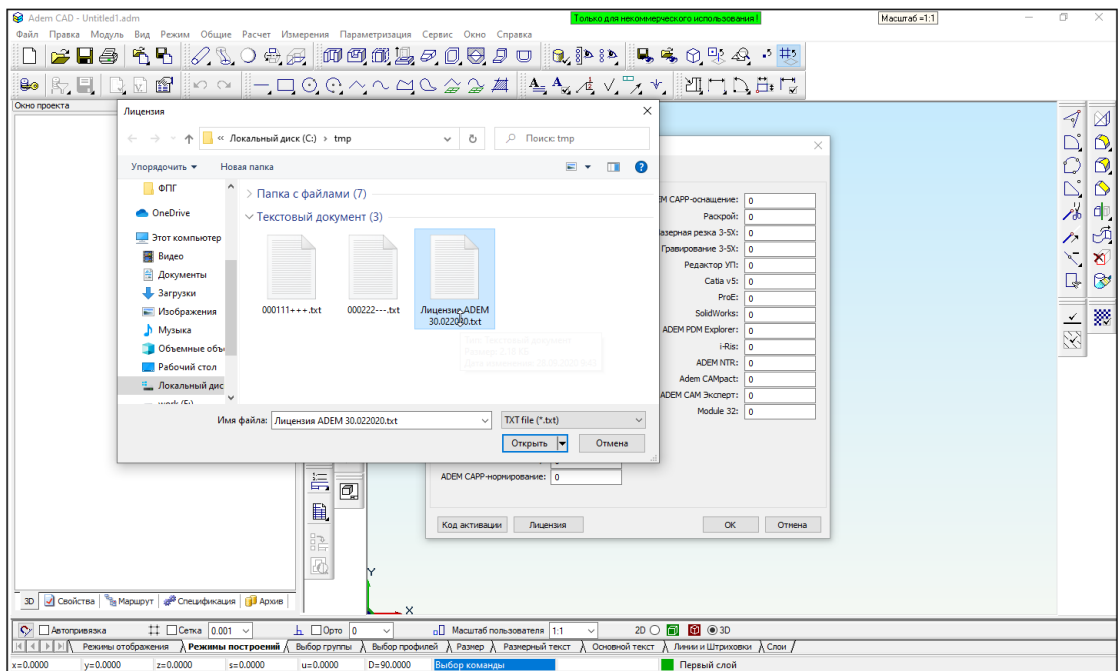 Adem CAD - Untitled1.adm
Только для некоммерческого использования!
Масштаб =1:1
Файл Правка Модуль Вид Режим Общие Расчет Измерения Параметризация Сервис Окно Справка
Окно проекта
Лицензия
« Локальный диск (C:) › tmp
Поиск: tmp
Упорядочить
Новая папка
ФПГ
OneDrive
Этот компьютер
Видео
Документы
Загрузки
Изображения
Музыка
Объемные объ
Рабочий стол
Локальный дис
Папка с файлами (7)
Текстовый документ (3)
000111+++.txt
000222---.txt
Лицензия ADEM
30.022020.txt
Имя файла:
Лицензия ADEM 30.022020.txt
TXT file (*.txt)
Открыть
Отмена
EM CAPP-оснащение: 0
Раскрой: 0
азерная резка 3-5X: 0
Гравирование 3-5X: 0
Редактор УП: 0
Catia v5: 0
ProE: 0
SolidWorks: 0
ADEM PDM Explorer: 0
i-Ris: 0
ADEM NTR: 0
Adem CAMpact: 0
ADEM CAM Эксперт: 0
Module 32: 0
ADEM CAPP-нормирование: 0
Код активации
Лицензия
OK
Отмена
Y
X
3D Свойства Маршрут Спецификация Архив
Автопривязка Сетка 0.001 Орто 0 Масштаб пользователя 1:1 2D 3D
Режимы отображения Режимы построений Выбор группы Выбор профилей Размер Размерный текст Основной текст Линии и Штриховки Слои
x=0.0000 y=0.0000 z=0.0000 s=0.0000 u=0.0000 D=90.0000 Выбор команды Первый слой